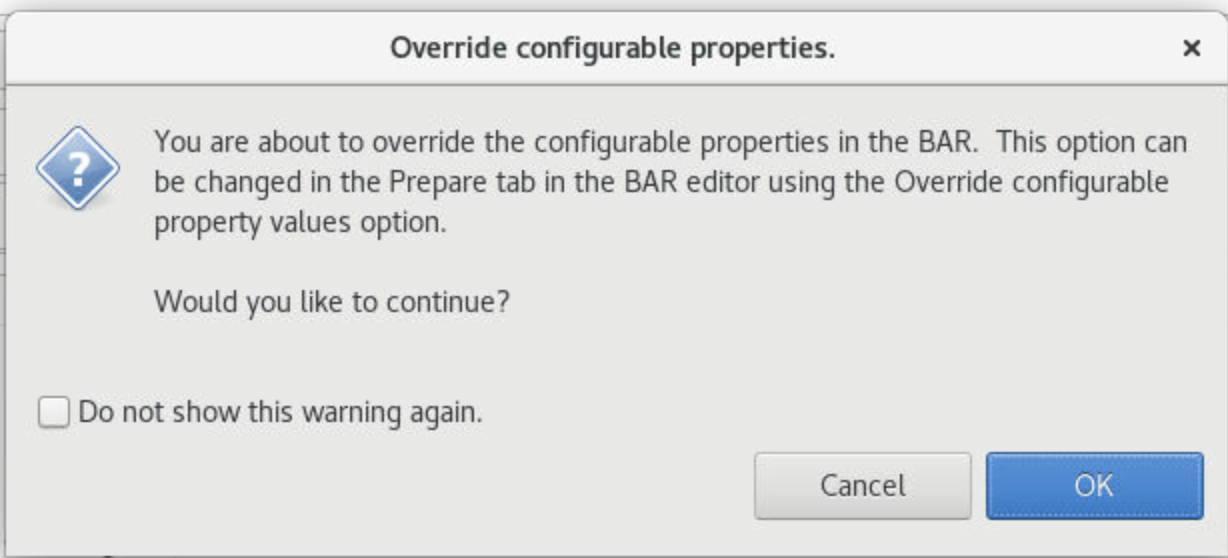 Override configurable properties.
You are about to override the configurable properties in the BAR.  This option can
be changed in the Prepare tab in the BAR editor using the Override configurable
property values option.
Would you like to continue?
Do not show this warning again.
Cancel
OK